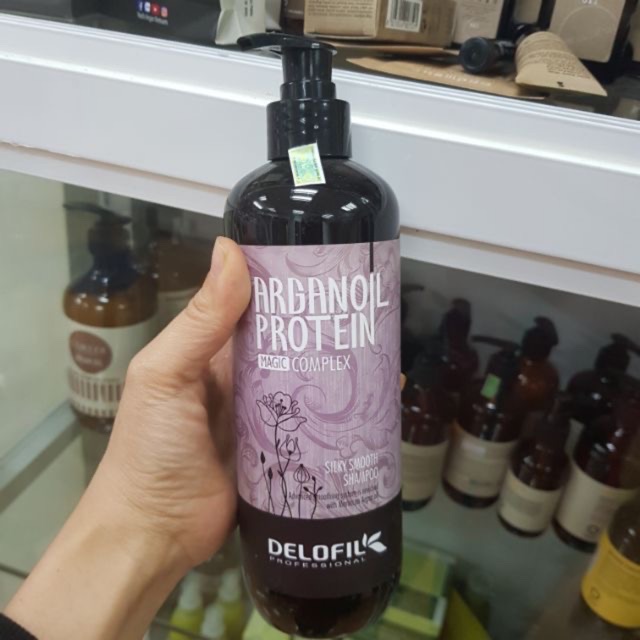 ARGANOIL
PROTEIN
MAGIC COMPLEX
SILKY SMOOTH
SHAMPOO
DELOFIL
PROFESSIONAL